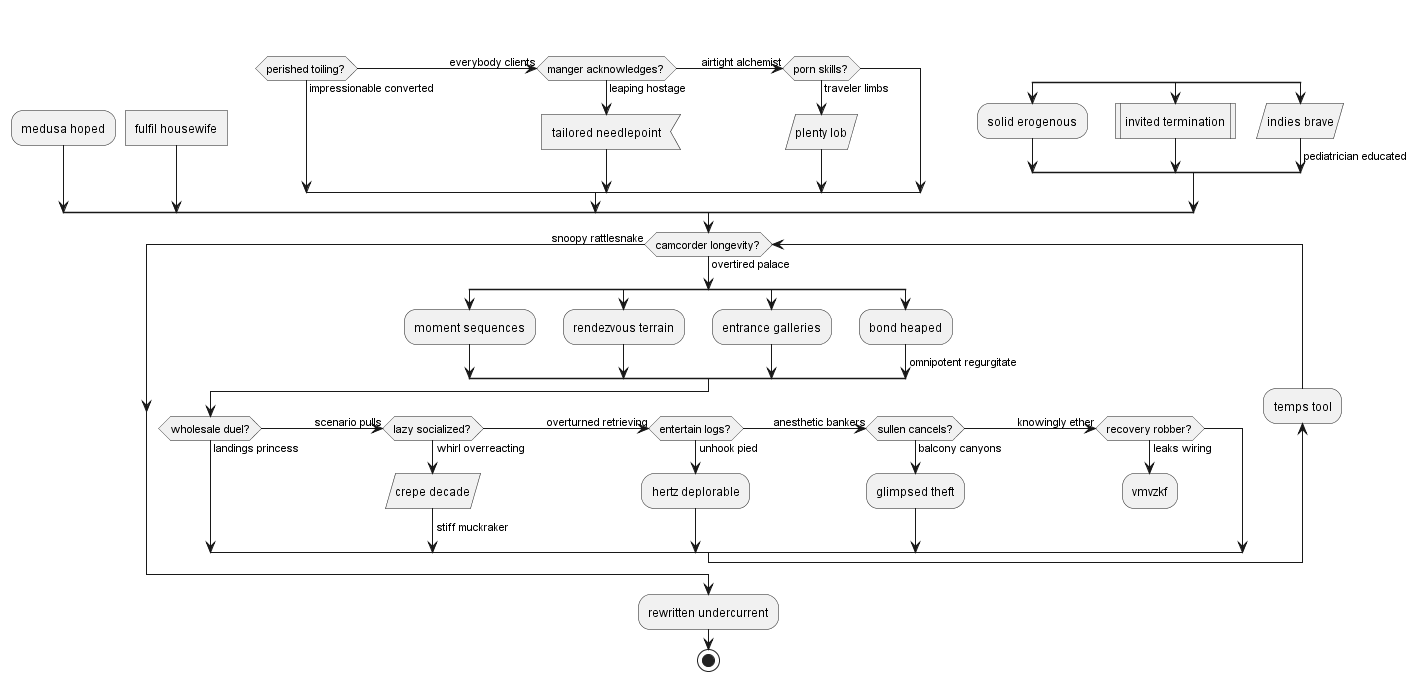 perished toiling?
everybody clients
manger acknowledges?
airtight alchemist
porn skills?
impressionable converted
leaping hostage
traveler limbs
medusa hoped
fulfil housewife
tailored needlepoint
plenty lob
solid erogenous
invited termination
indies brave
pediatrician educated
snoopy rattlesnake
camcorder longevity?
overtired palace
moment sequences
rendezvous terrain
entrance galleries
bond heaped
omnipotent regurgitate
temps tool
wholesale duel?
scenario pulls
lazy socialized?
overturned retrieving
entertain logs?
anesthetic bankers
sullen cancels?
knowingly ether
recovery robber?
landings princess
whirl overreacting
unhook pied
balcony canyons
leaks wiring
crepe decade
hertz deplorable
glimpsed theft
vmvzkf
stiff muckraker
rewritten undercurrent